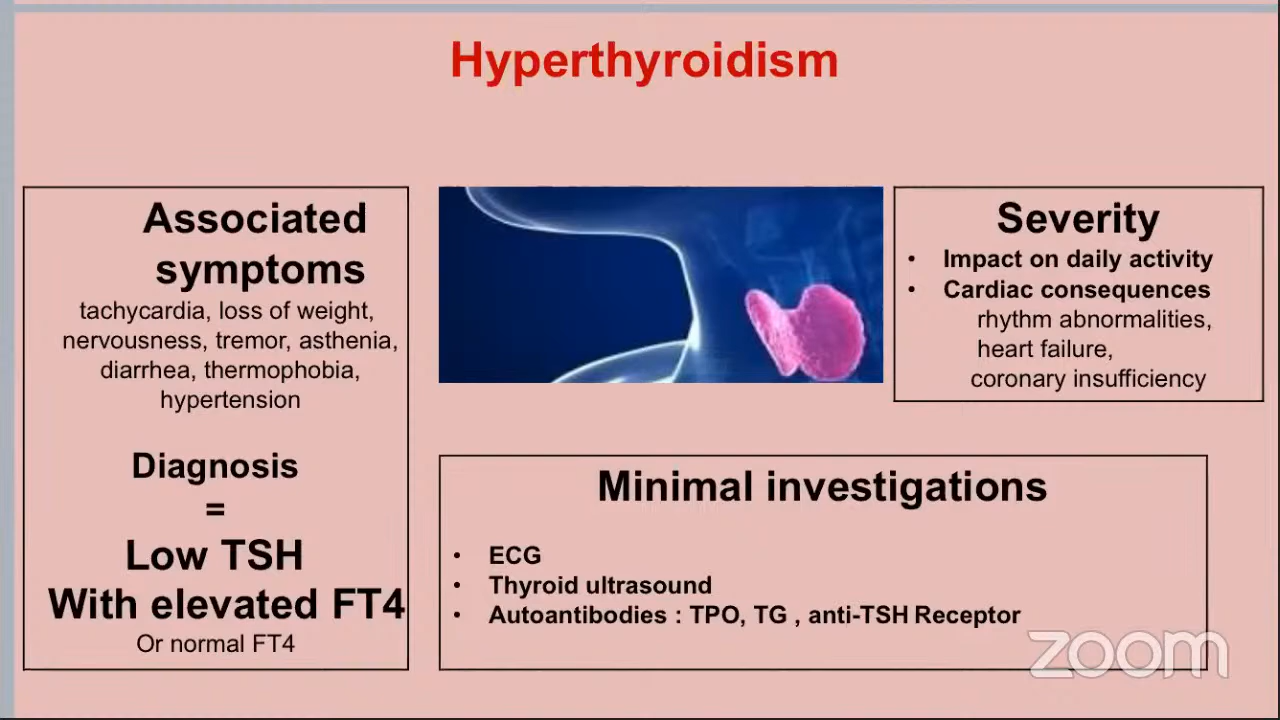 Hyperthyroidism
Associated
symptoms
tachycardia, loss of weight,
nervousness, tremor, asthenia,
diarrhea, thermophobia,
hypertension
Diagnosis
=
Low TSH
With elevated FT4
Or normal FT4
Severity
• Impact on daily activity
• Cardiac consequences
rhythm abnormalities,
heart failure,
coronary insufficiency
Minimal investigations
• ECG
• Thyroid ultrasound
• Autoantibodies : TPO, TG , anti-TSH Receptor
zoom